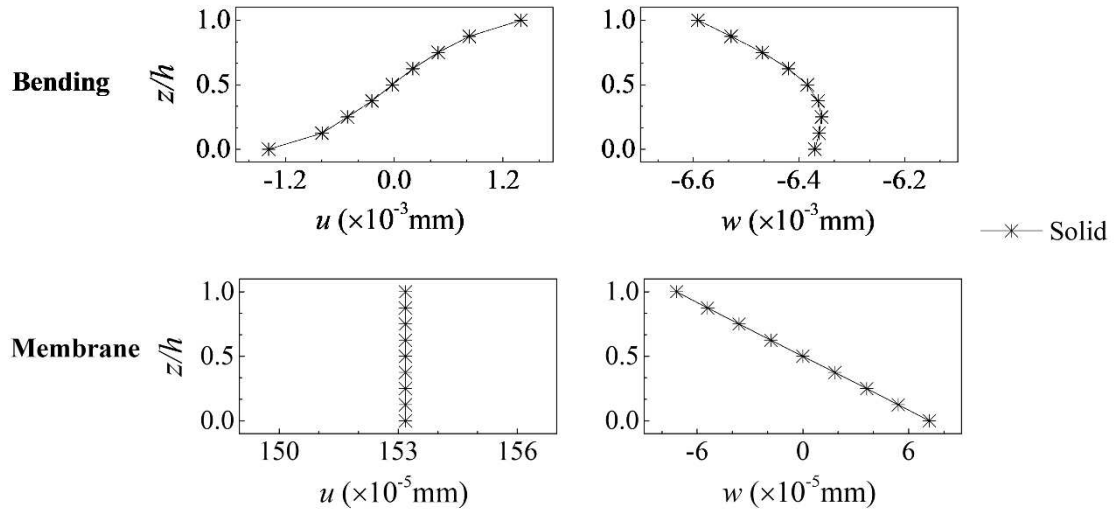 Bending
z/h
1.0
0.5
0.0
-1.2 0.0 1.2
u (×10⁻³mm)
1.0
0.5
0.0
-6.6 -6.4 -6.2
w (×10⁻³mm)
Solid
Membrane
z/h
1.0
0.5
0.0
150 153 156
u (×10⁻⁵mm)
1.0
0.5
0.0
-6 0 6
w (×10⁻⁵mm)